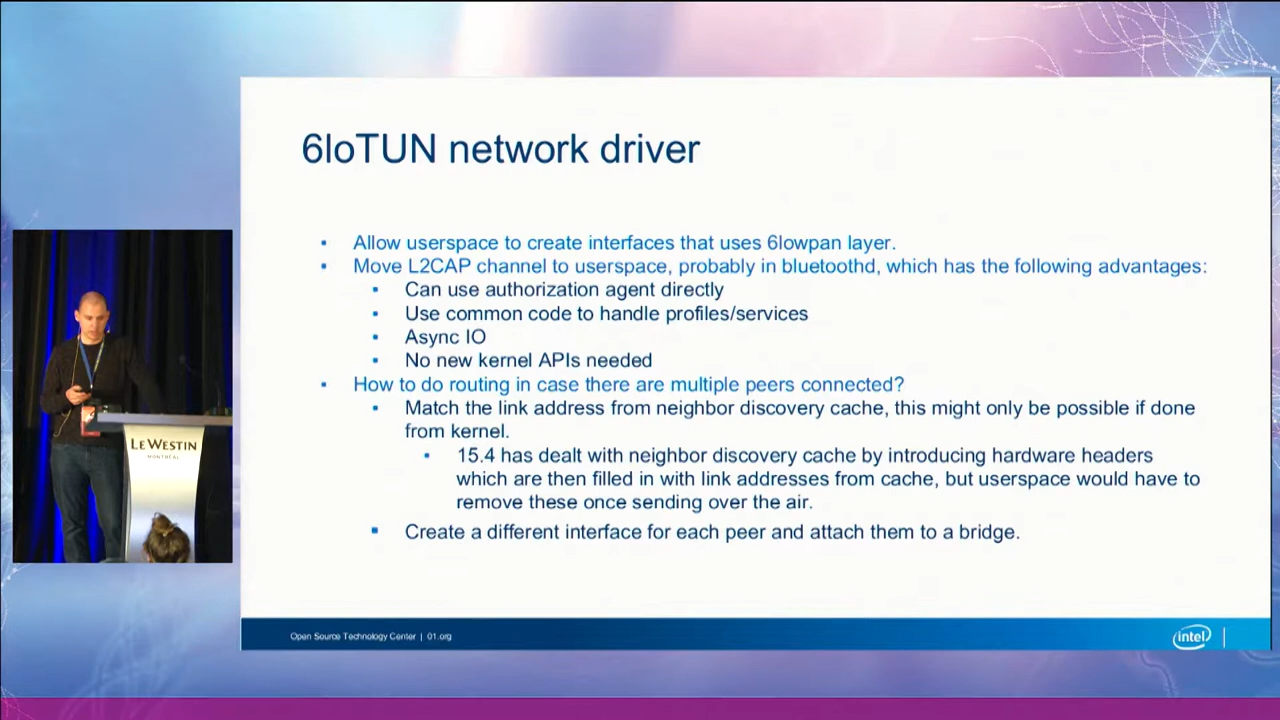 6loTUN network driver
Allow userspace to create interfaces that uses 6lowpan layer.
Move L2CAP channel to userspace, probably in bluetoothd, which has the following advantages:
Can use authorization agent directly
Use common code to handle profiles/services
Async IO
No new kernel APIs needed
How to do routing in case there are multiple peers connected?
Match the link address from neighbor discovery cache, this might only be possible if done
from kernel.
15.4 has dealt with neighbor discovery cache by introducing hardware headers
which are then filled in with link addresses from cache, but userspace would have to
remove these once sending over the air.
Create a different interface for each peer and attach them to a bridge.
LE WESTIN
MONTRÉAL
Open Source Technology Center | 01.org
intel